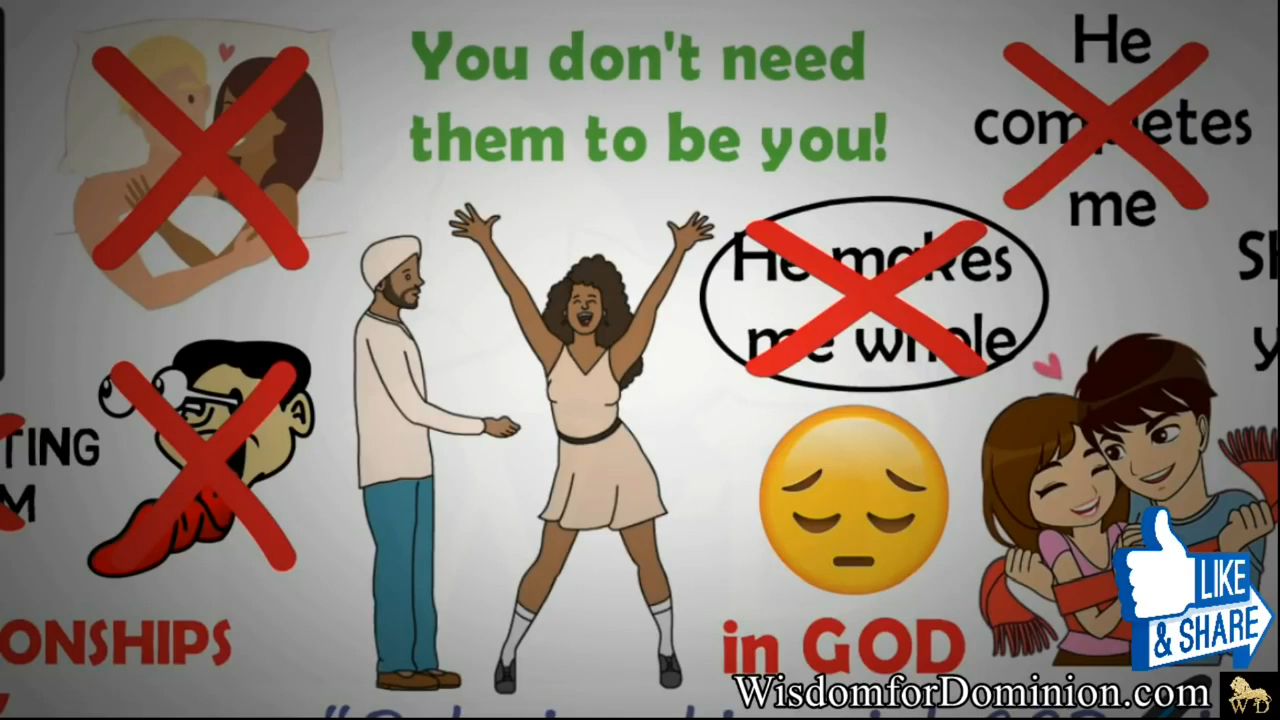 You don't need
them to be you!
He
completes
me
He makes
me whole
TING
M
ONSHIPS
in GOD
LIKE
& SHARE
WisdomforDominion.com
WD